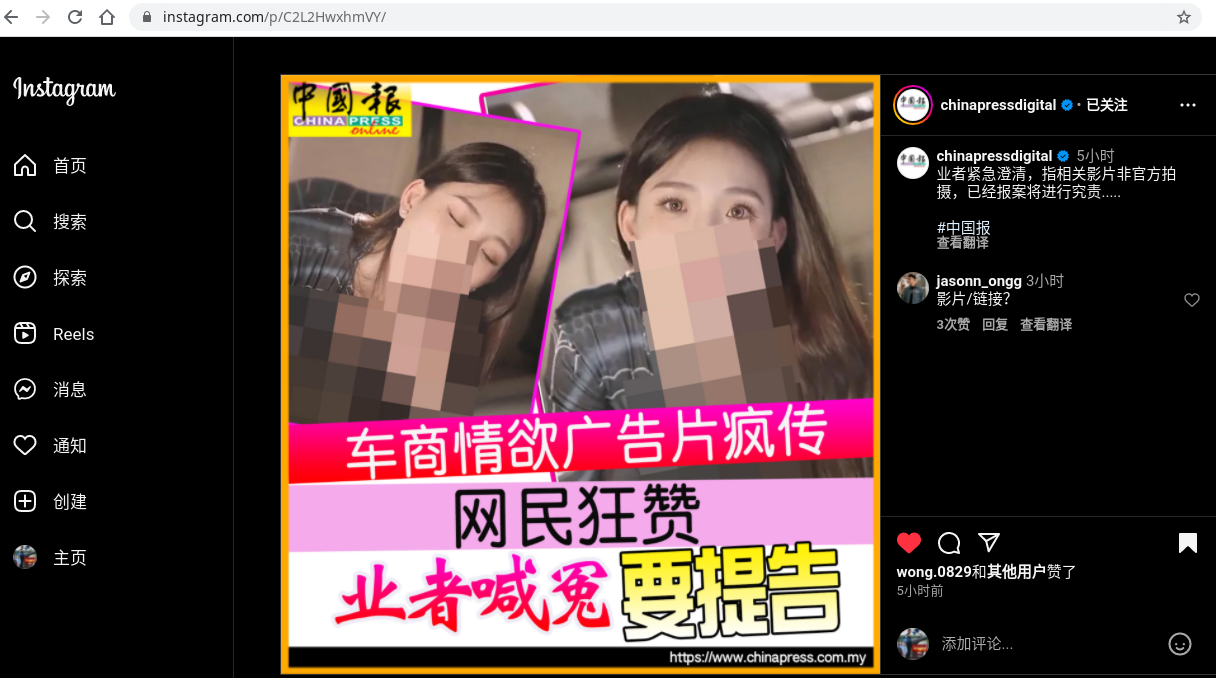 instagram.com/p/C2L2HwxhmVY/
Instagram
首页
搜索
探索
Reels
消息
通知
创建
主页
中國報
CHINA PRESS
online
车商情欲广告片疯传
网民狂赞
业者喊冤要提告
https://www.chinapress.com.my
chinapressdigital • 已关注
chinapressdigital 5小时
业者紧急澄清，指相关影片非官方拍
摄，已经报案将进行究责.....
#中国报
查看翻译
jasonn_ongg 3小时
影片/链接？
3次赞 回复 查看翻译
wong.0829和其他用户赞了
5小时前
添加评论...